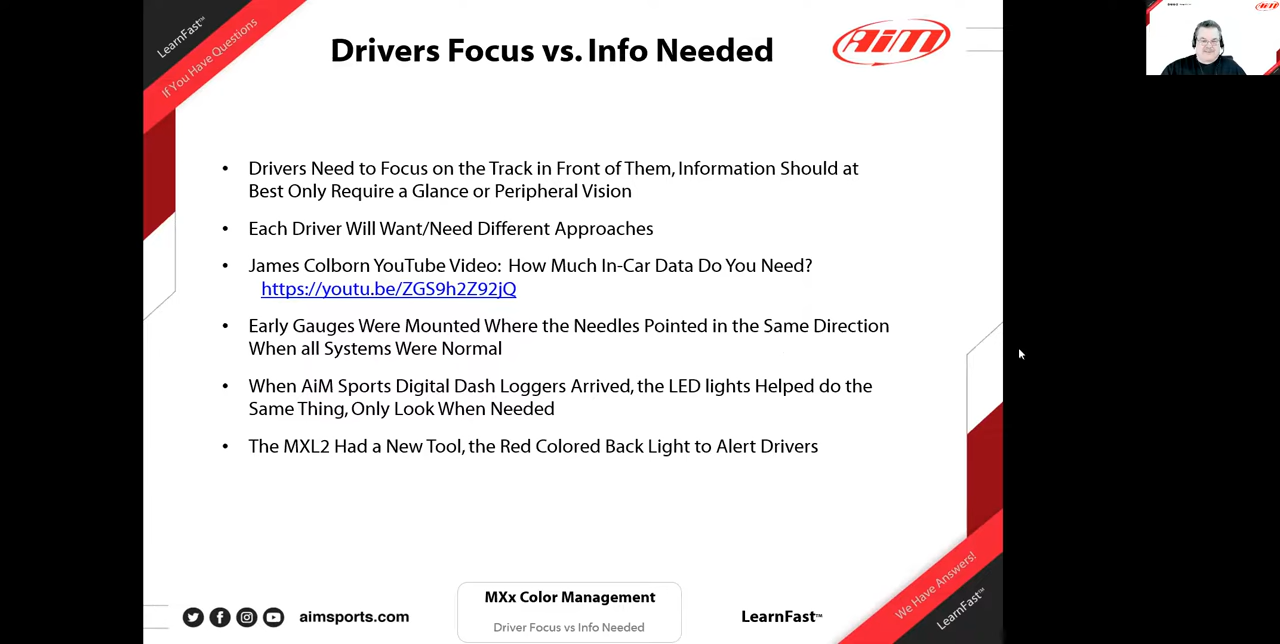 LearnFast™
If You Have Questions
Drivers Focus vs. Info Needed
AiM
• Drivers Need to Focus on the Track in Front of Them, Information Should at
Best Only Require a Glance or Peripheral Vision
• Each Driver Will Want/Need Different Approaches
• James Colborn YouTube Video: How Much In-Car Data Do You Need?
https://youtu.be/ZGS9h2Z92jQ
• Early Gauges Were Mounted Where the Needles Pointed in the Same Direction
When all Systems Were Normal
• When AiM Sports Digital Dash Loggers Arrived, the LED lights Helped do the
Same Thing, Only Look When Needed
• The MXL2 Had a New Tool, the Red Colored Back Light to Alert Drivers
aimsports.com
MXx Color Management
Driver Focus vs Info Needed
LearnFast™
We Have Answers!
LearnFast™